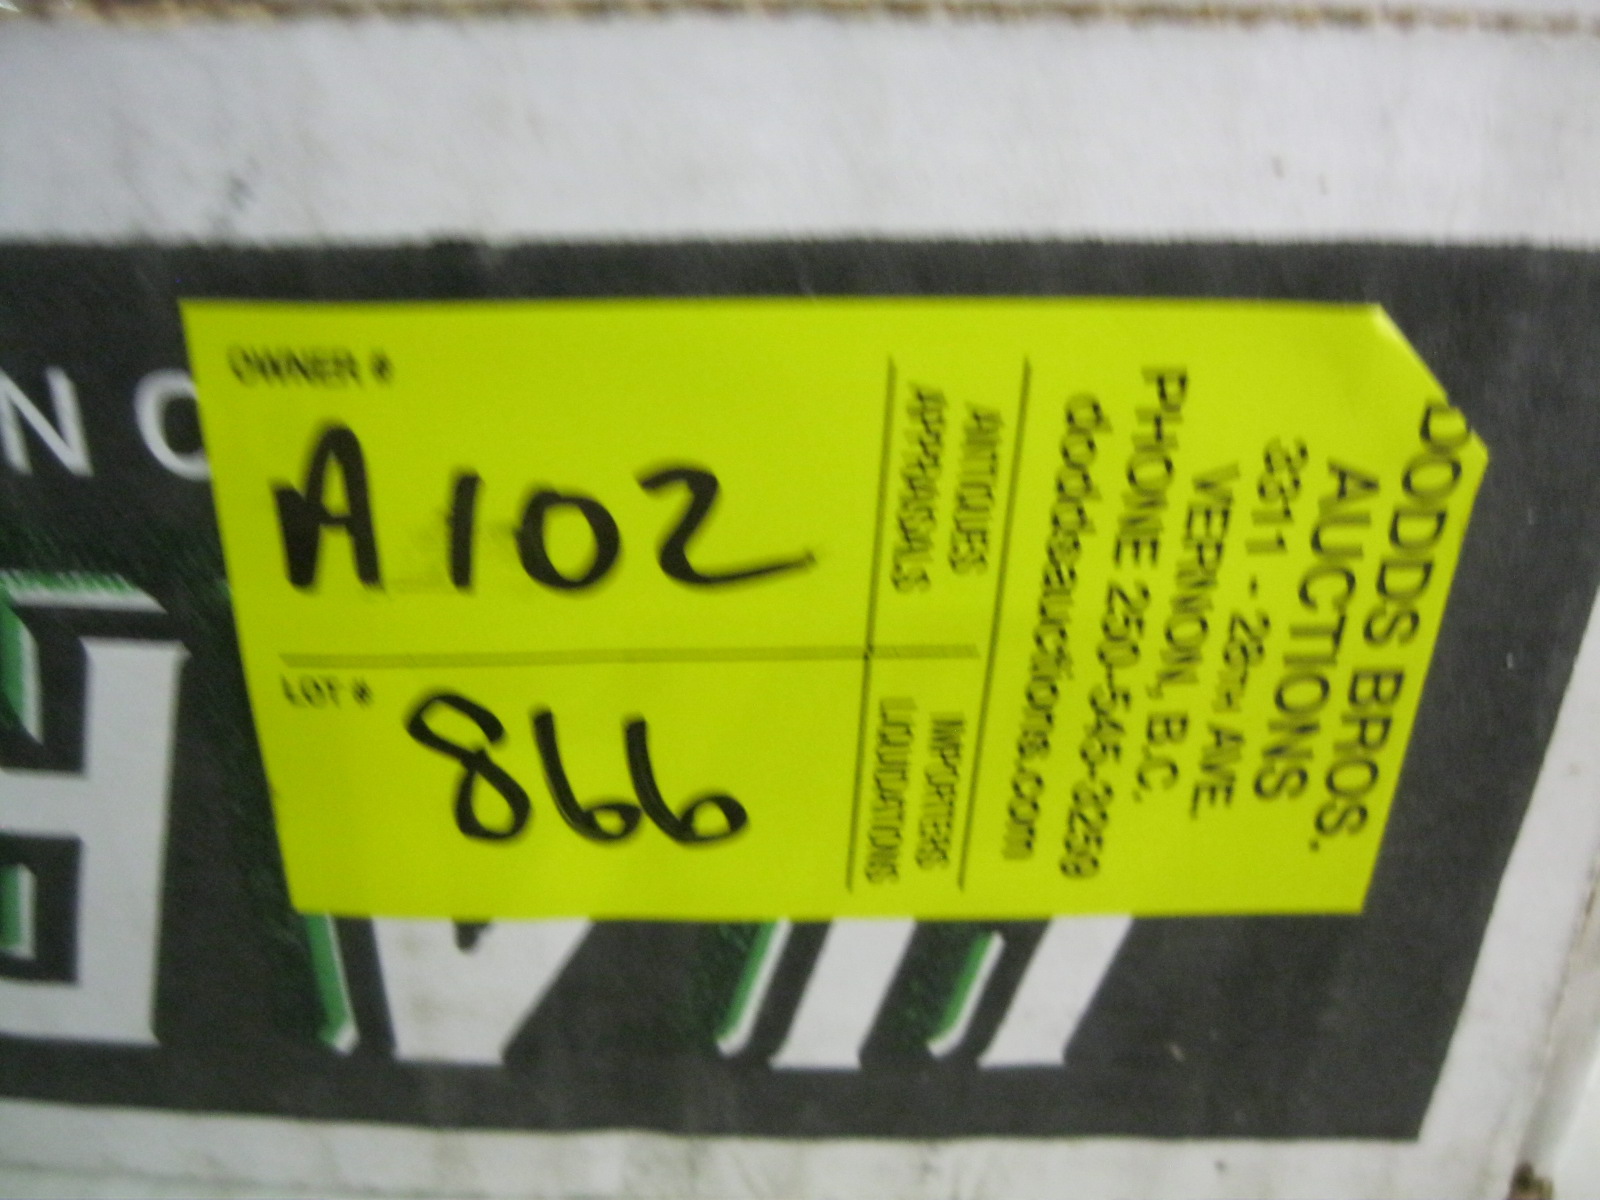 OWNER #
A102
LOT #
866
ANTIQUES
APPRAISALS
IMPORTERS
LIQUIDATIONS
DODDS BROS.
AUCTIONS
3311 - 28TH AVE
VERNON, B.C.
PHONE 250-545-3259
doddsauctions.com